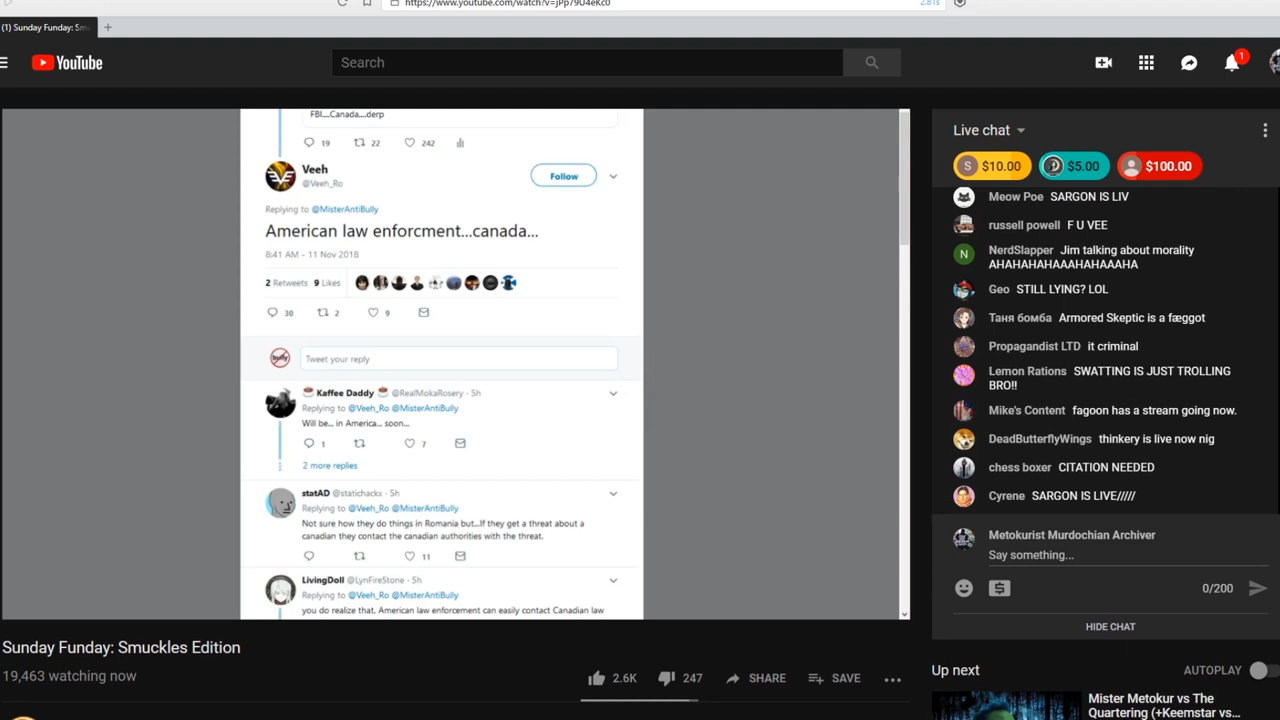 https://www.youtube.com/watch?v=jPp79U4eKc0
2.81s
(1) Sunday Funday: Smu
YouTube
Search
1
FBI....Canada....derp
19 22 242
Veeh
@Veeh_Ro
Follow
Replying to @MisterAntiBully
American law enforcment...canada...
8:41 AM - 11 Nov 2018
2 Retweets 9 Likes
30 2 9
Tweet your reply
Kaffee Daddy @RealMokaRosery · 5h
Replying to @Veeh_Ro @MisterAntiBully
Will be... in America... soon...
1 7
2 more replies
statAD @statichackx · 5h
Replying to @Veeh_Ro @MisterAntiBully
Not sure how they do things in Romania but...If they get a threat about a
canadian they contact the canadian authorities with the threat.
11
LivingDoll @LynFireStone · 5h
Replying to @Veeh_Ro @MisterAntiBully
you do realize that. American law enforcement can easily contact Canadian law
Sunday Funday: Smuckles Edition
19,463 watching now
2.6K 247 SHARE SAVE
Live chat
S $10.00 $5.00 $100.00
Meow Poe SARGON IS LIV
russell powell F U VEE
N NerdSlapper Jim talking about morality
AHAHAHAHAAAHAHAAAHA
Geo STILL LYING? LOL
Таня бомба Armored Skeptic is a fæggot
Propagandist LTD it criminal
Lemon Rations SWATTING IS JUST TROLLING
BRO!!
Mike's Content fagoon has a stream going now.
DeadButterflyWings thinkery is live now nig
chess boxer CITATION NEEDED
Cyrene SARGON IS LIVE/////
Metokurist Murdochian Archiver
Say something...
0/200
HIDE CHAT
Up next
AUTOPLAY
Mister Metokur vs The
Quartering (+Keemstar vs...